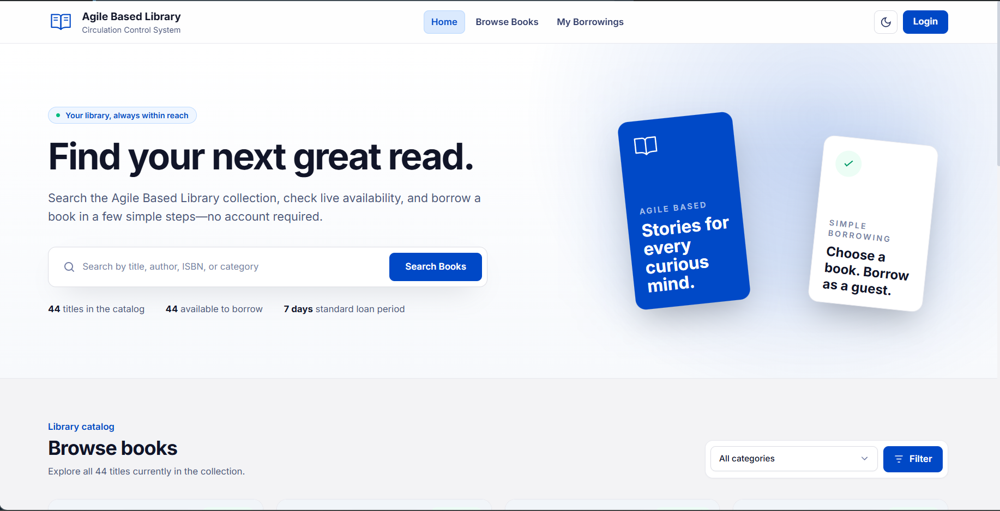 Agile Based Library
Circulation Control System
Home
Browse Books
My Borrowings
Login
Your library, always within reach
Find your next great read.
Search the Agile Based Library collection, check live availability, and borrow a
book in a few simple steps—no account required.
Search by title, author, ISBN, or category
Search Books
44 titles in the catalog
44 available to borrow
7 days standard loan period
AGILE BASED
Stories for
every
curious
mind.
SIMPLE
BORROWING
Choose a
book. Borrow
as a guest.
Library catalog
Browse books
Explore all 44 titles currently in the collection.
All categories
Filter